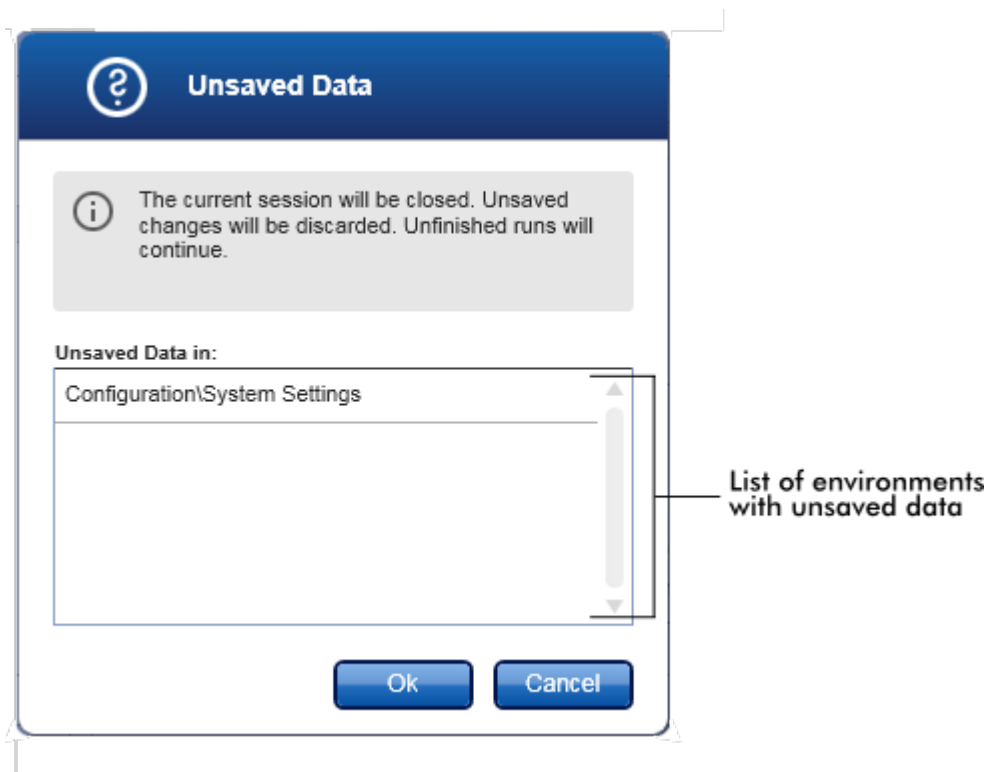 Unsaved Data
The current session will be closed. Unsaved
changes will be discarded. Unfinished runs will
continue.
Unsaved Data in:
Configuration\System Settings
List of environments
with unsaved data
Ok
Cancel